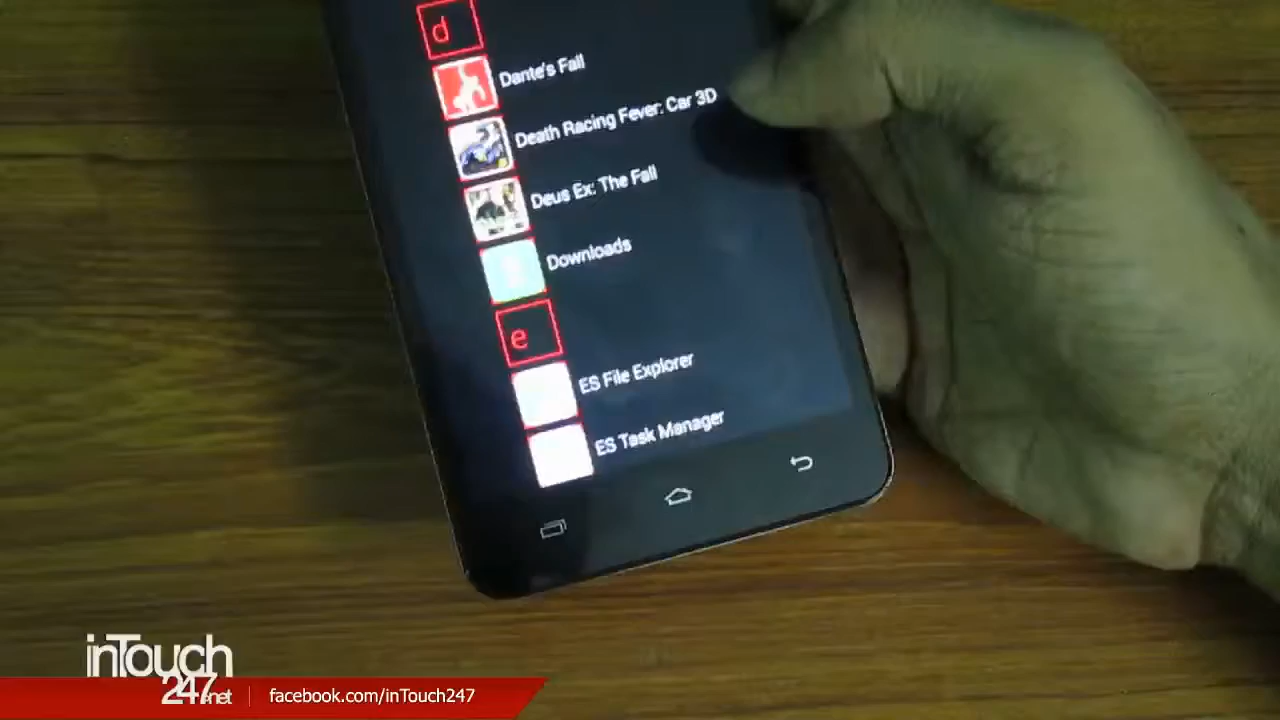 d
Dante's Fall
Death Racing Fever: Car 3D
Deus Ex: The Fall
Downloads
e
ES File Explorer
ES Task Manager
inTouch
247.net
facebook.com/inTouch247